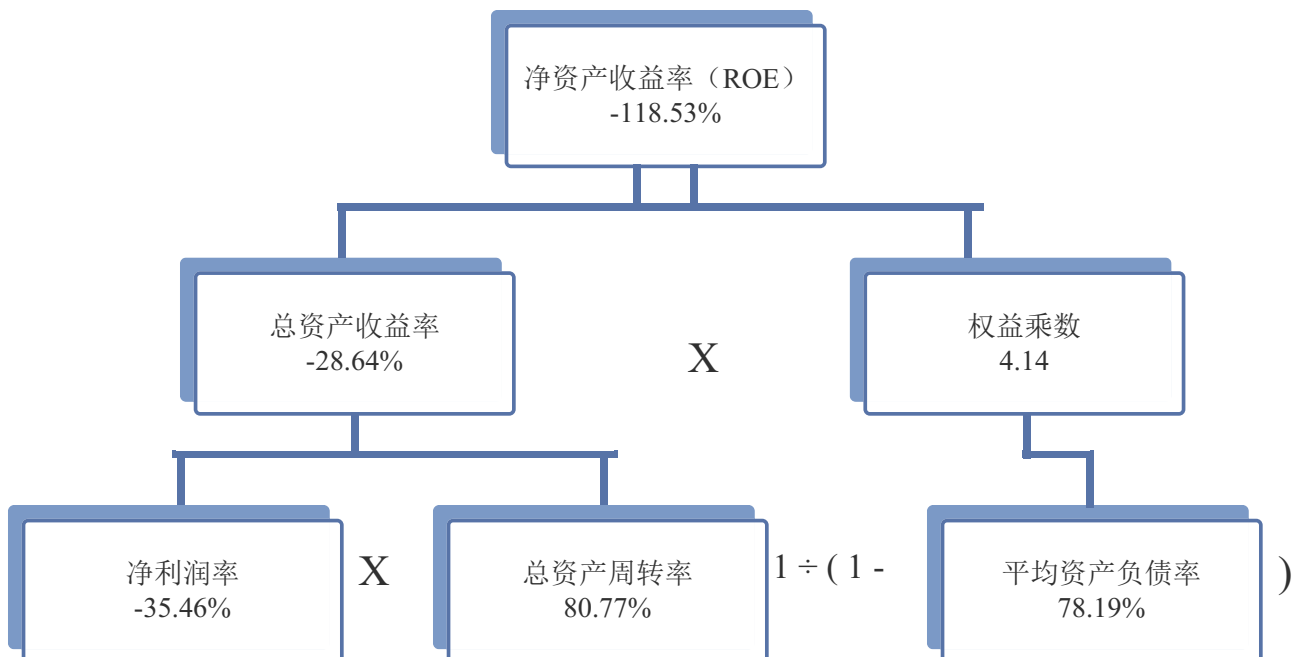 净资产收益率（ROE）
-118.53%
总资产收益率
-28.64%
X
权益乘数
4.14
净利润率
-35.46%
X
总资产周转率
80.77%
1 ÷ ( 1 -
平均资产负债率
78.19%
)